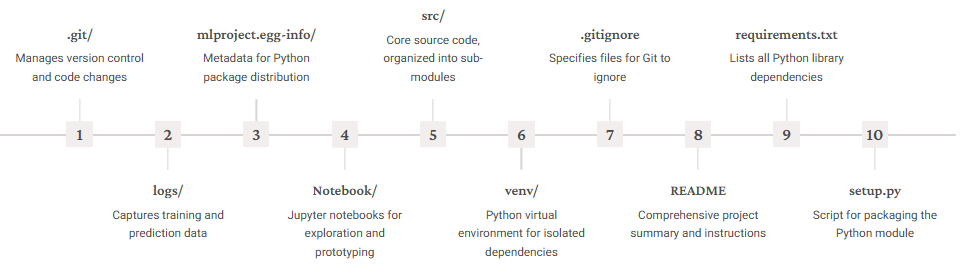 .git/
Manages version control
and code changes
mlproject.egg-info/
Metadata for Python
package distribution
src/
Core source code,
organized into sub-
modules
.gitignore
Specifies files for Git to
ignore
requirements.txt
Lists all Python library
dependencies
1
2
3
4
5
6
7
8
9
10
logs/
Captures training and
prediction data
Notebook/
Jupyter notebooks for
exploration and
prototyping
venv/
Python virtual
environment for isolated
dependencies
README
Comprehensive project
summary and instructions
setup.py
Script for packaging the
Python module